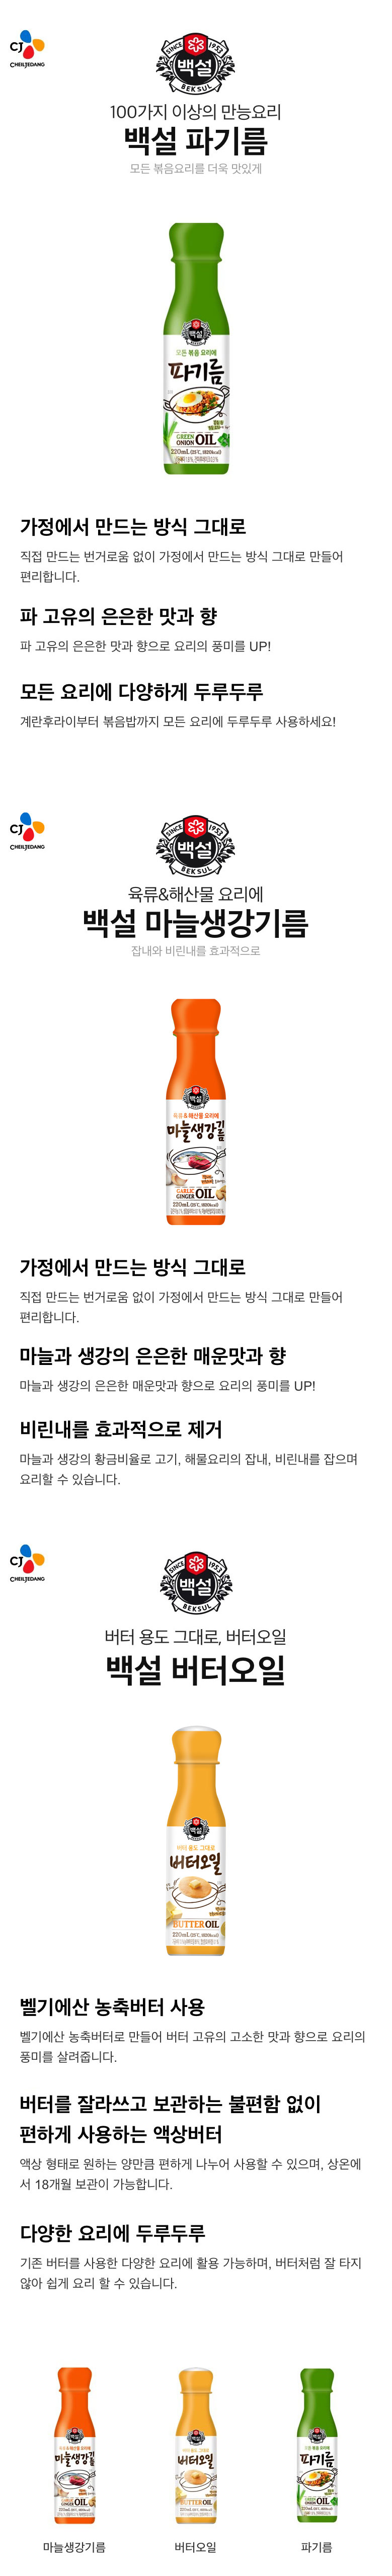 CJ
CHEILJEDANG
SINCE 1953
백설
BEKSUL
100가지 이상의 만능요리
백설 파기름
모든 볶음요리를 더욱 맛있게
백설
모든 볶음 요리에
파기름
GREEN
ONION OIL
220mL
가정에서 만드는 방식 그대로
직접 만드는 번거로움 없이 가정에서 만드는 방식 그대로 만들어
편리합니다.
파 고유의 은은한 맛과 향
파 고유의 은은한 맛과 향으로 요리의 풍미를 UP!
모든 요리에 다양하게 두루두루
계란후라이부터 볶음밥까지 모든 요리에 두루두루 사용하세요!
CJ
CHEILJEDANG
SINCE 1953
백설
BEKSUL
육류&해산물 요리에
백설 마늘생강기름
잡내와 비린내를 효과적으로
백설
육류&해산물 요리에
마늘생강기름
GARLIC
GINGER OIL
220mL
가정에서 만드는 방식 그대로
직접 만드는 번거로움 없이 가정에서 만드는 방식 그대로 만들어
편리합니다.
마늘과 생강의 은은한 매운맛과 향
마늘과 생강의 은은한 매운맛과 향으로 요리의 풍미를 UP!
비린내를 효과적으로 제거
마늘과 생강의 황금비율로 고기, 해물요리의 잡내, 비린내를 잡으며
요리할 수 있습니다.
CJ
CHEILJEDANG
SINCE 1953
백설
BEKSUL
버터 용도 그대로, 버터오일
백설 버터오일
백설
버터 용도 그대로
버터오일
BUTTER OIL
220mL
벨기에산 농축버터 사용
벨기에산 농축버터로 만들어 버터 고유의 고소한 맛과 향으로 요리의
풍미를 살려줍니다.
버터를 잘라쓰고 보관하는 불편함 없이
편하게 사용하는 액상버터
액상 형태로 원하는 양만큼 편하게 나누어 사용할 수 있으며, 상온에
서 18개월 보관이 가능합니다.
다양한 요리에 두루두루
기존 버터를 사용한 다양한 요리에 활용 가능하며, 버터처럼 잘 타지
않아 쉽게 요리 할 수 있습니다.
마늘생강기름
버터오일
파기름
마늘생강기름
버터오일
파기름